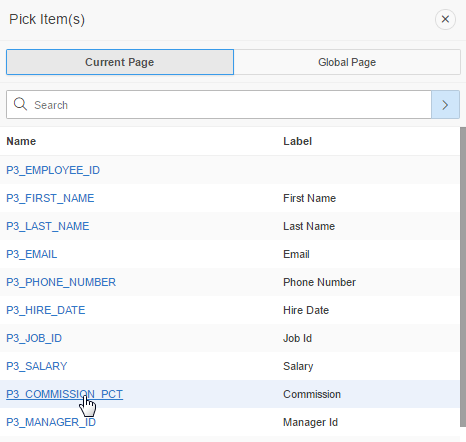 Pick Item(s)
Current Page Global Page
Search
Name Label
P3_EMPLOYEE_ID
P3_FIRST_NAME First Name
P3_LAST_NAME Last Name
P3_EMAIL Email
P3_PHONE_NUMBER Phone Number
P3_HIRE_DATE Hire Date
P3_JOB_ID Job Id
P3_SALARY Salary
P3_COMMISSION_PCT Commission
P3_MANAGER_ID Manager Id